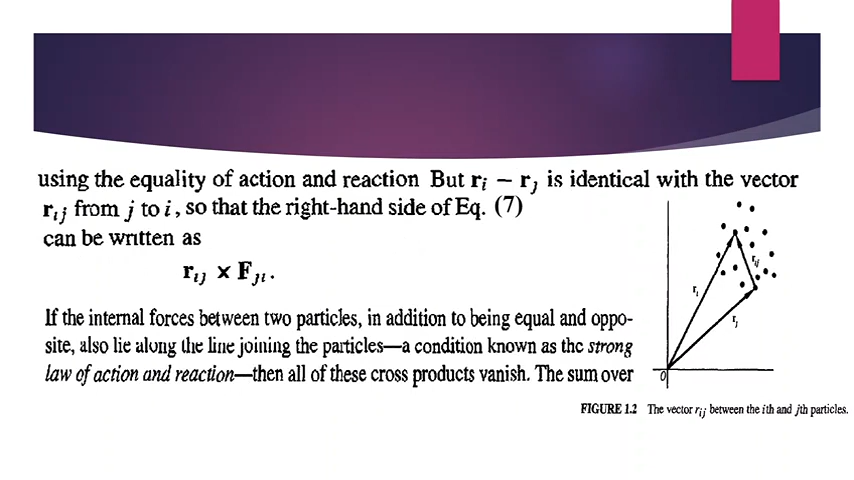 using the equality of action and reaction But rᵢ − rⱼ is identical with the vector
rᵢⱼ from j to i, so that the right-hand side of Eq. (7)
can be written as
rᵢⱼ × Fⱼᵢ.
If the internal forces between two particles, in addition to being equal and oppo-
site, also lie along the line joining the particles—a condition known as the strong
law of action and reaction—then all of these cross products vanish. The sum over
rᵢⱼ
rᵢ
rⱼ
0
FIGURE 1.2 The vector rᵢⱼ between the ith and jth particles.